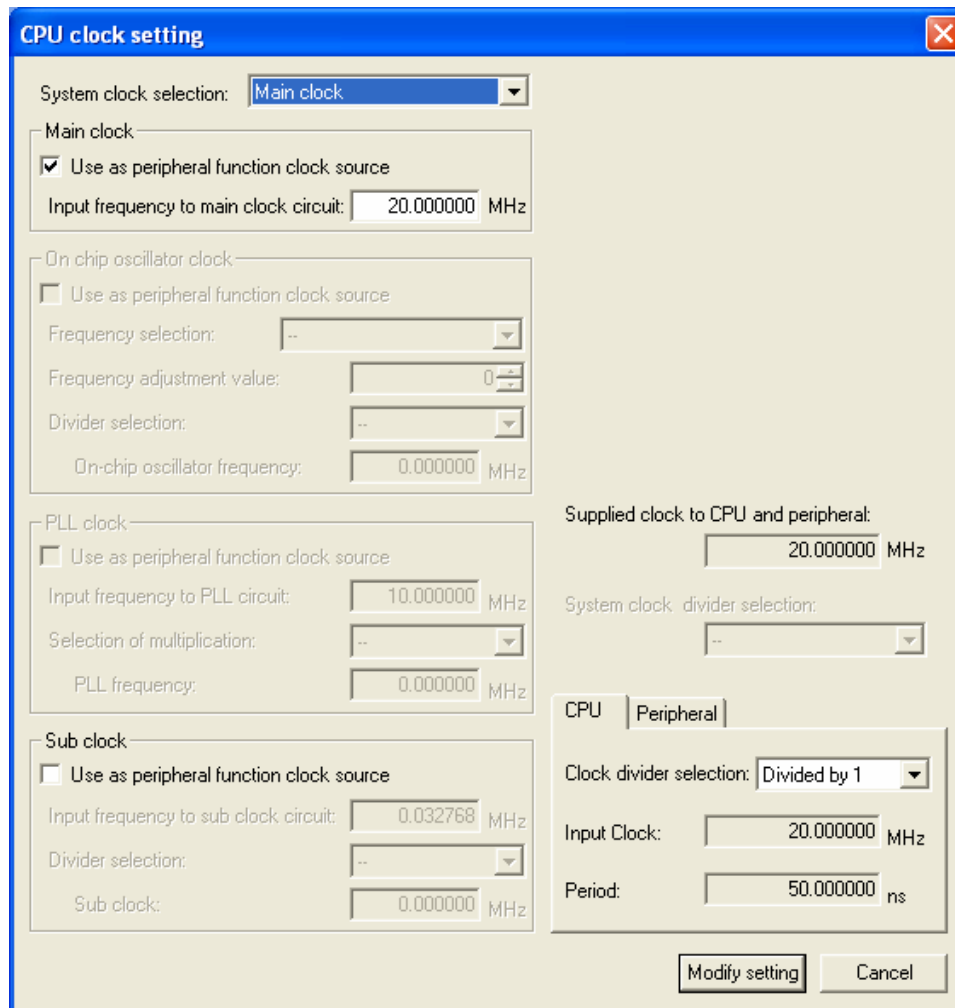 CPU clock setting
System clock selection: Main clock
Main clock
Use as peripheral function clock source
Input frequency to main clock circuit: 20.000000 MHz
On chip oscillator clock
Use as peripheral function clock source
Frequency selection: --
Frequency adjustment value: 0
Divider selection: --
On-chip oscillator frequency: 0.000000 MHz
PLL clock
Use as peripheral function clock source
Input frequency to PLL circuit: 10.000000 MHz
Selection of multiplication: --
PLL frequency: 0.000000 MHz
Sub clock
Use as peripheral function clock source
Input frequency to sub clock circuit: 0.032768 MHz
Divider selection: --
Sub clock: 0.000000 MHz
Supplied clock to CPU and peripheral:
20.000000 MHz
System clock divider selection:
--
CPU Peripheral
Clock divider selection: Divided by 1
Input Clock: 20.000000 MHz
Period: 50.000000 ns
Modify setting Cancel